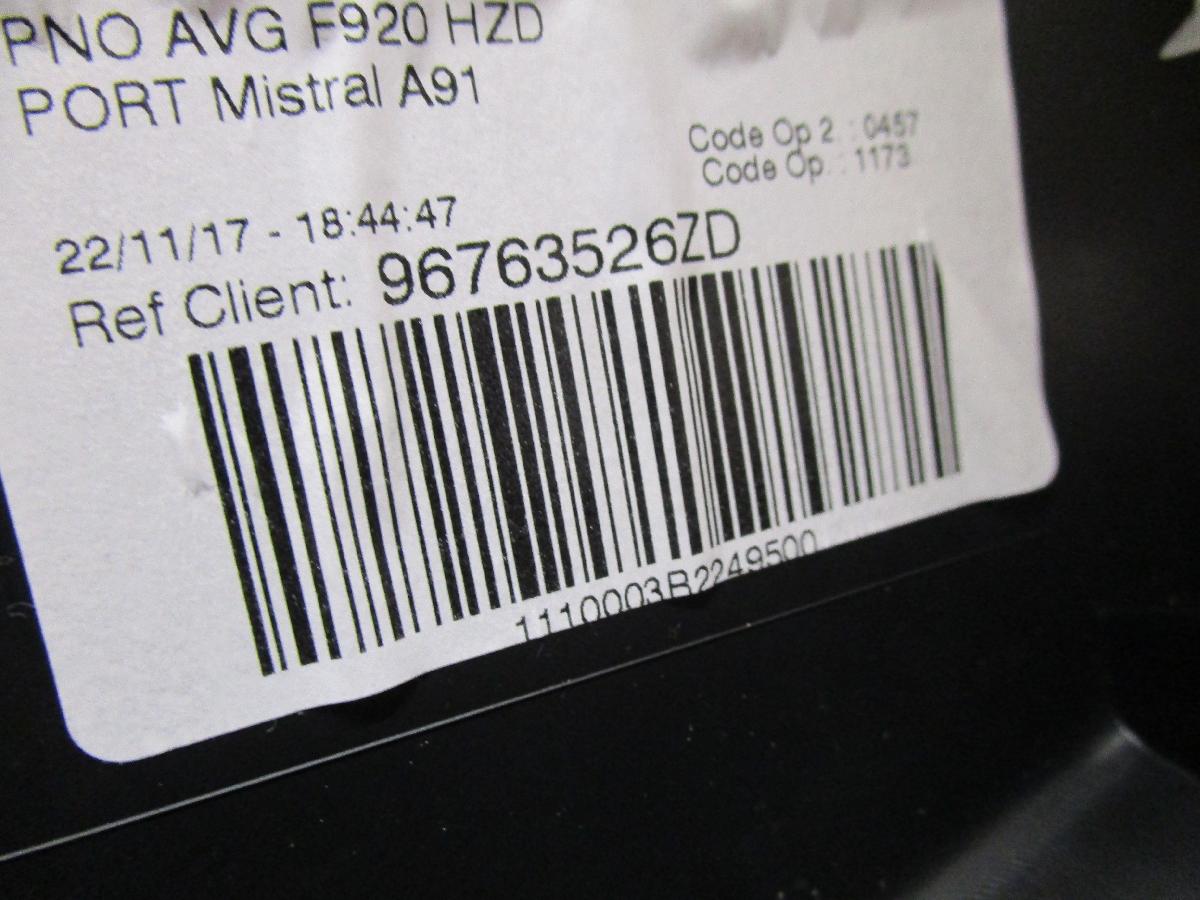 PNO AVG F920 HZD
PORT Mistral A91
Code Op 2 : 0457
Code Op. : 1173
22/11/17 - 18:44:47
Ref Client: 96763526ZD
1110003B2249500